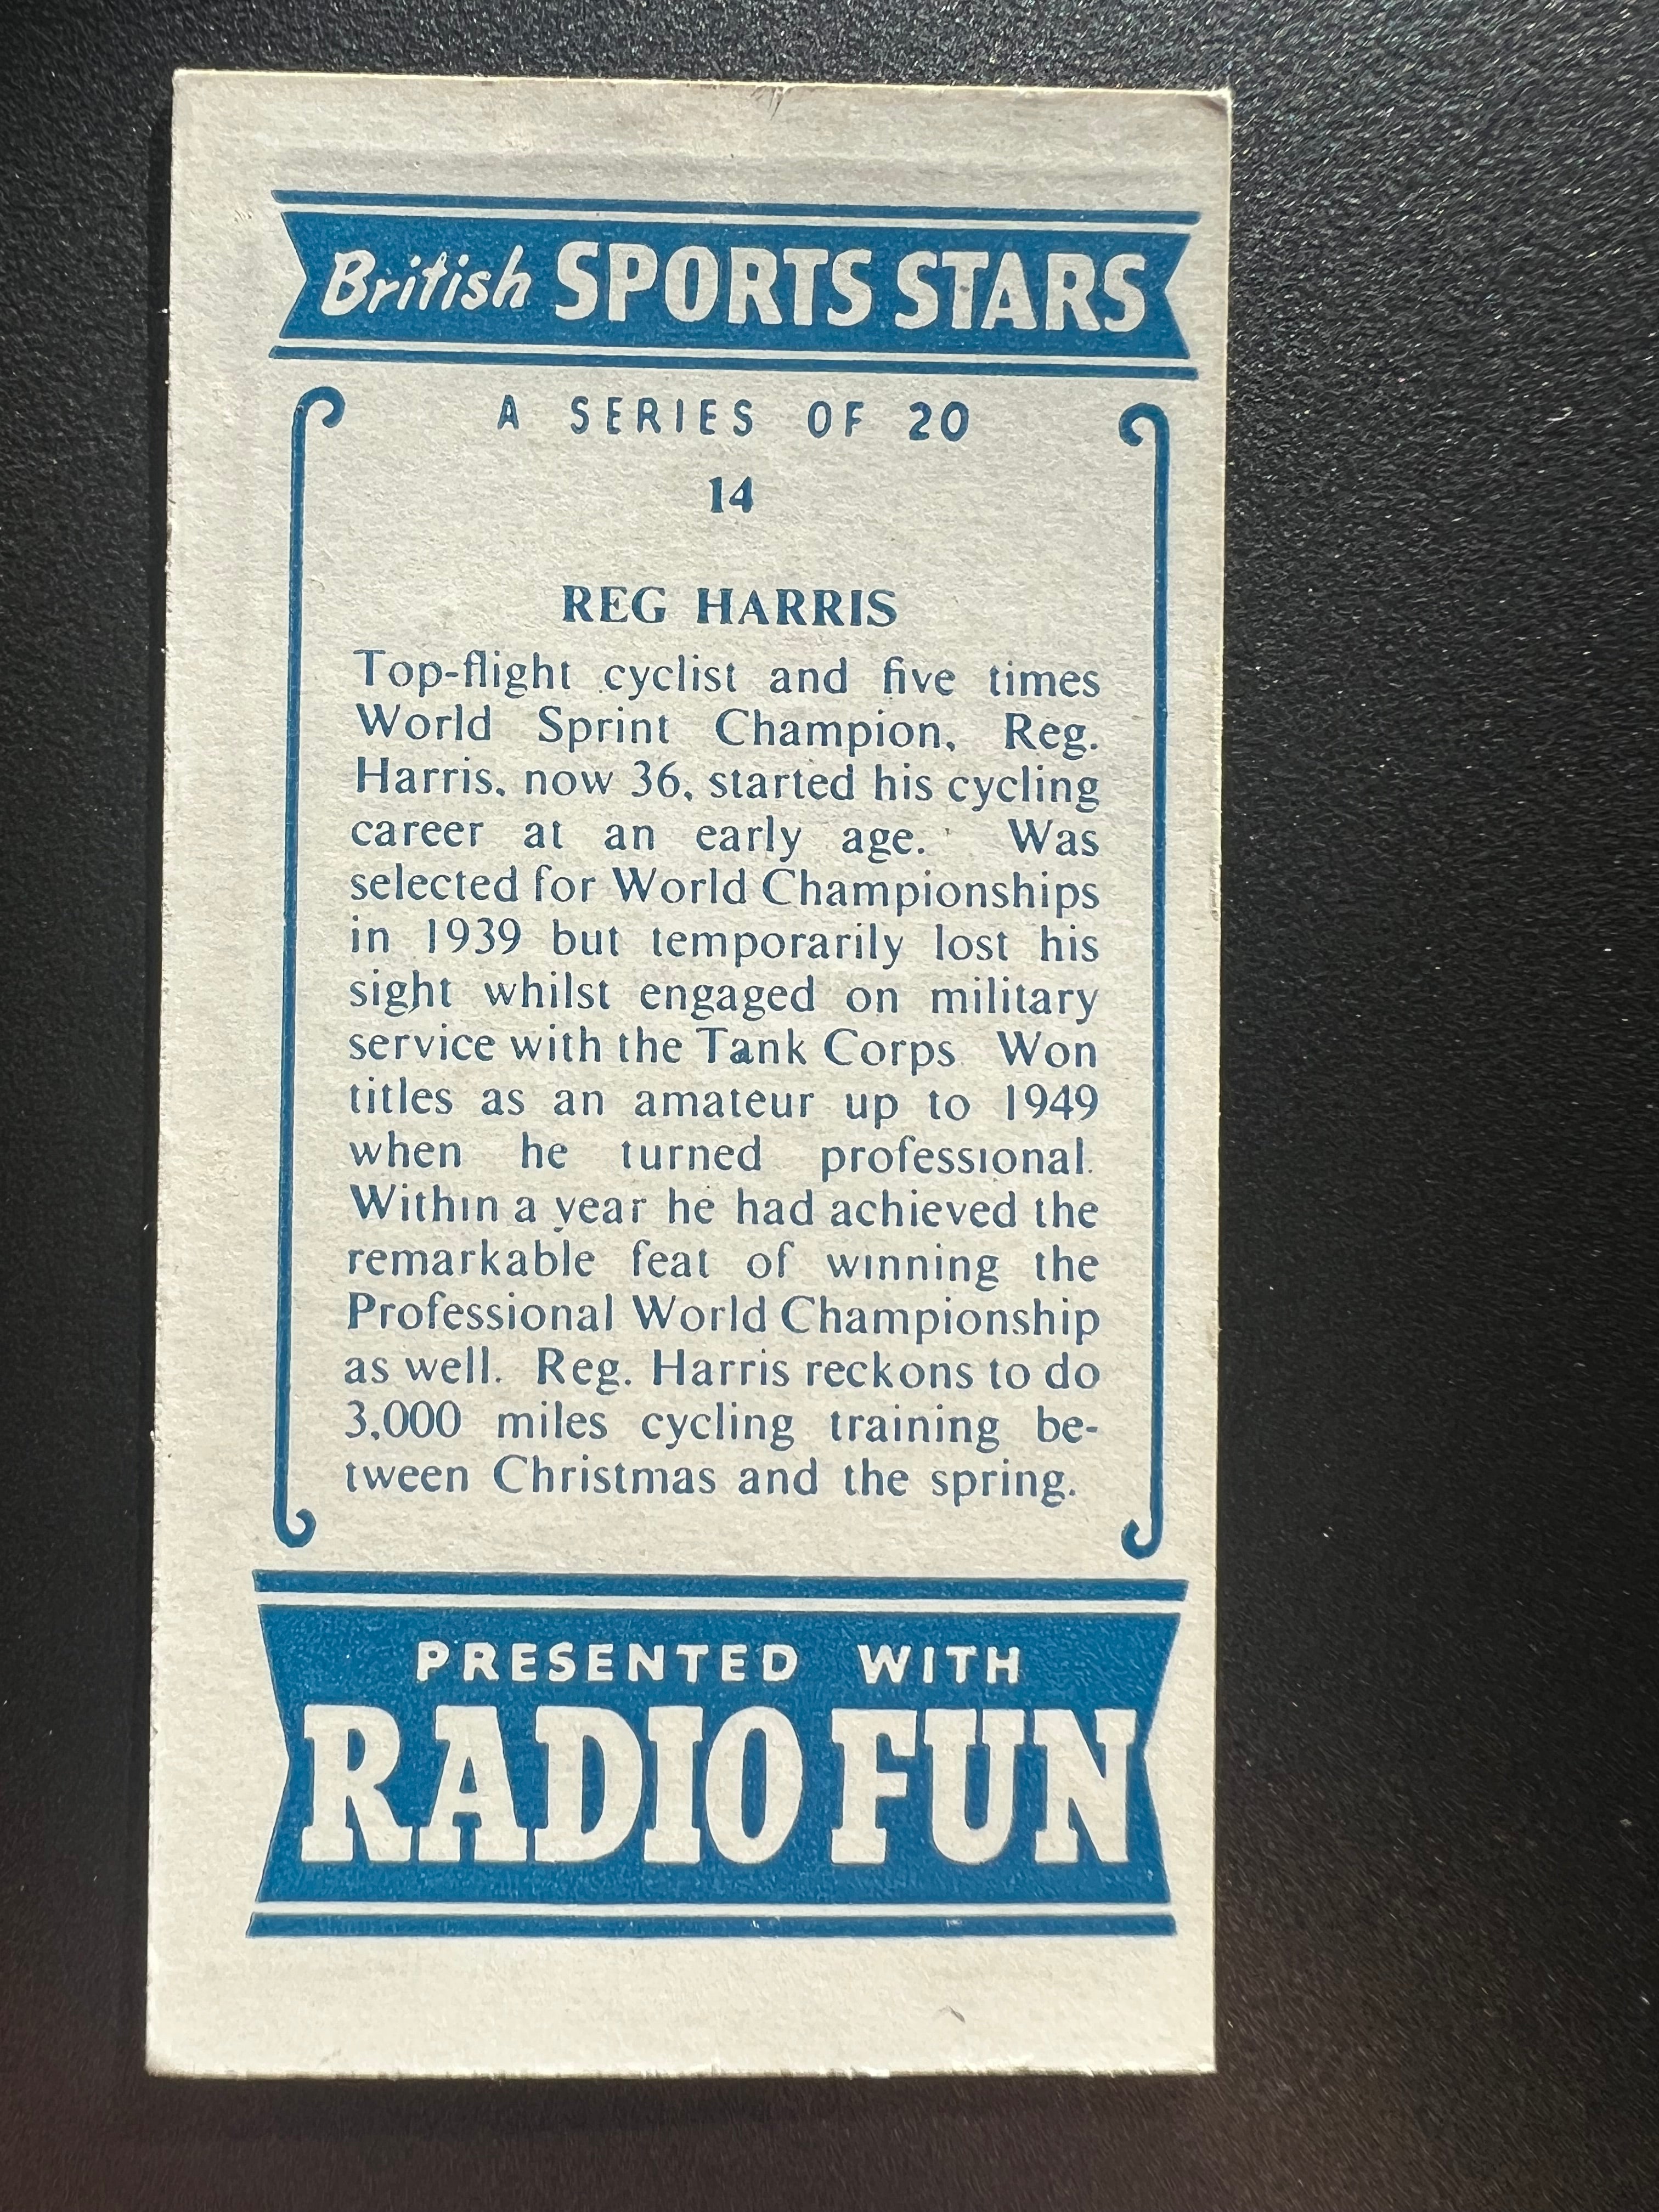 British SPORTS STARS
A SERIES OF 20
14
REG HARRIS
Top-flight cyclist and five times
World Sprint Champion, Reg.
Harris, now 36, started his cycling
career at an early age. Was
selected for World Championships
in 1939 but temporarily lost his
sight whilst engaged on military
service with the Tank Corps Won
titles as an amateur up to 1949
when he turned professional.
Within a year he had achieved the
remarkable feat of winning the
Professional World Championship
as well. Reg. Harris reckons to do
3,000 miles cycling training be-
tween Christmas and the spring.
PRESENTED WITH
RADIO FUN